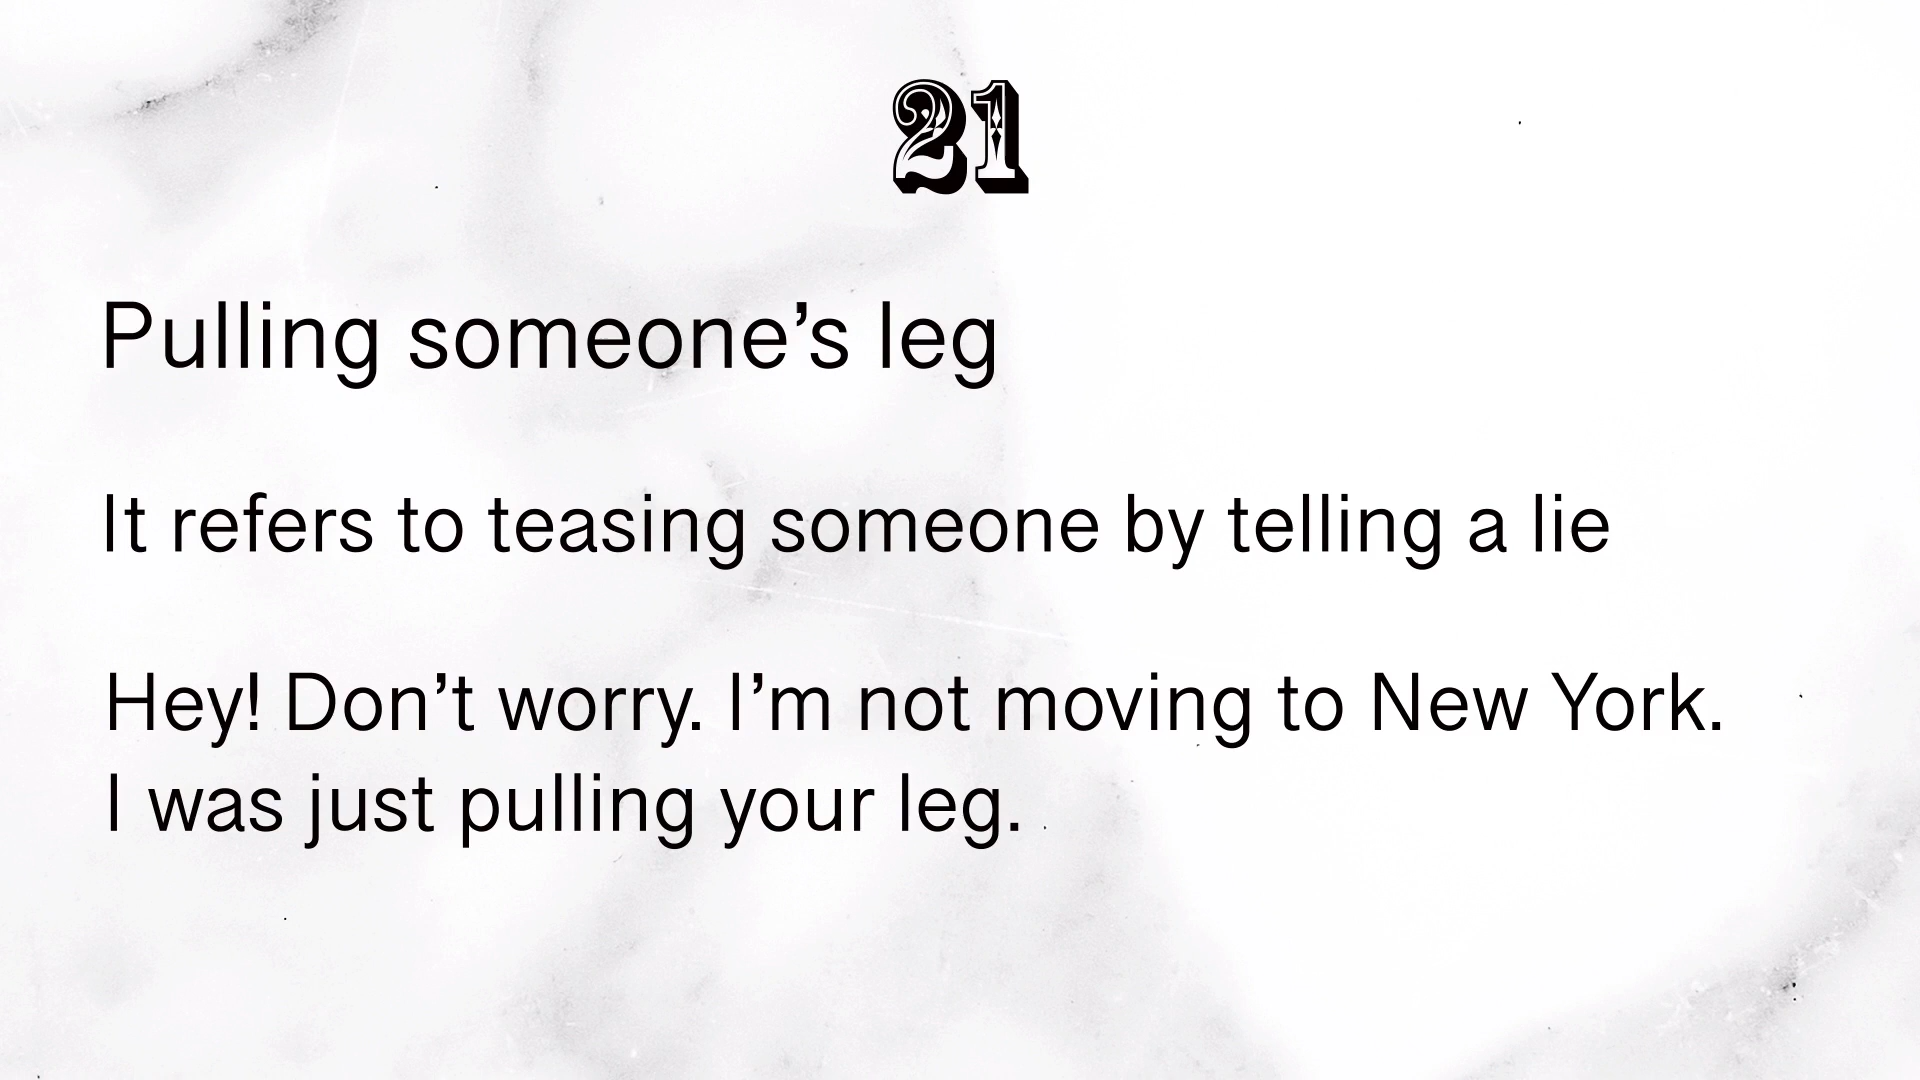 21
Pulling someone’s leg
It refers to teasing someone by telling a lie
Hey! Don’t worry. I’m not moving to New York.
I was just pulling your leg.